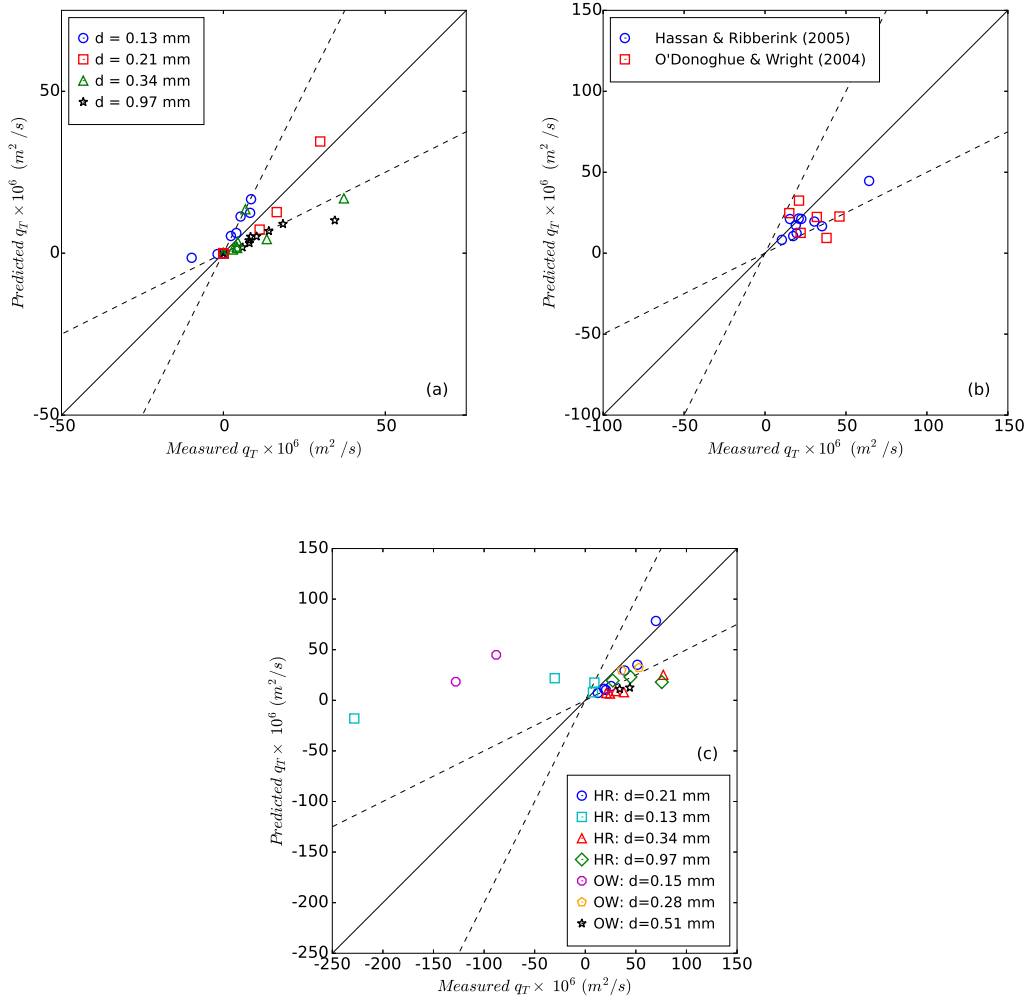 d = 0.13 mm
d = 0.21 mm
d = 0.34 mm
d = 0.97 mm
50
0
-50
-50 0 50
Predicted q_T × 10^6 (m^2 /s)
Measured q_T × 10^6 (m^2 /s)
(a)
Hassan & Ribberink (2005)
O'Donoghue & Wright (2004)
150
100
50
0
-50
-100
-100 -50 0 50 100 150
Predicted q_T × 10^6 (m^2 /s)
Measured q_T × 10^6 (m^2 /s)
(b)
150
100
50
0
-50
-100
-150
-200
-250
-250 -200 -150 -100 -50 0 50 100 150
Predicted q_T × 10^6 (m^2/s)
Measured q_T × 10^6 (m^2/s)
(c)
HR: d=0.21 mm
HR: d=0.13 mm
HR: d=0.34 mm
HR: d=0.97 mm
OW: d=0.15 mm
OW: d=0.28 mm
OW: d=0.51 mm